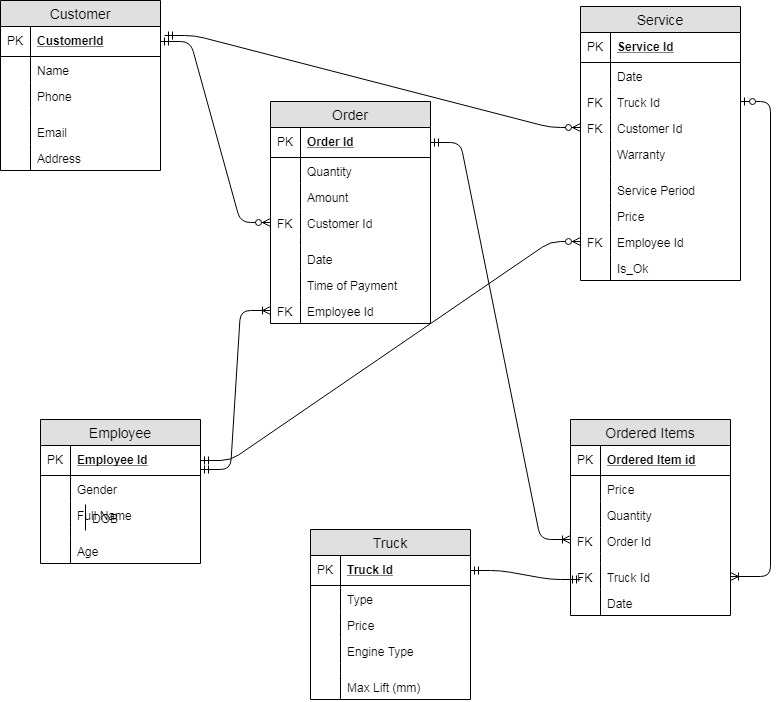 Customer
PK CustomerId
Name
Phone
Email
Address
Order
PK Order Id
Quantity
Amount
FK Customer Id
Date
Time of Payment
FK Employee Id
Service
PK Service Id
Date
FK Truck Id
FK Customer Id
Warranty
Service Period
Price
FK Employee Id
Is_Ok
Employee
PK Employee Id
Gender
Full Name
DOB
Age
Truck
PK Truck Id
Type
Price
Engine Type
Max Lift (mm)
Ordered Items
PK Ordered Item id
Price
Quantity
FK Order Id
FK Truck Id
Date